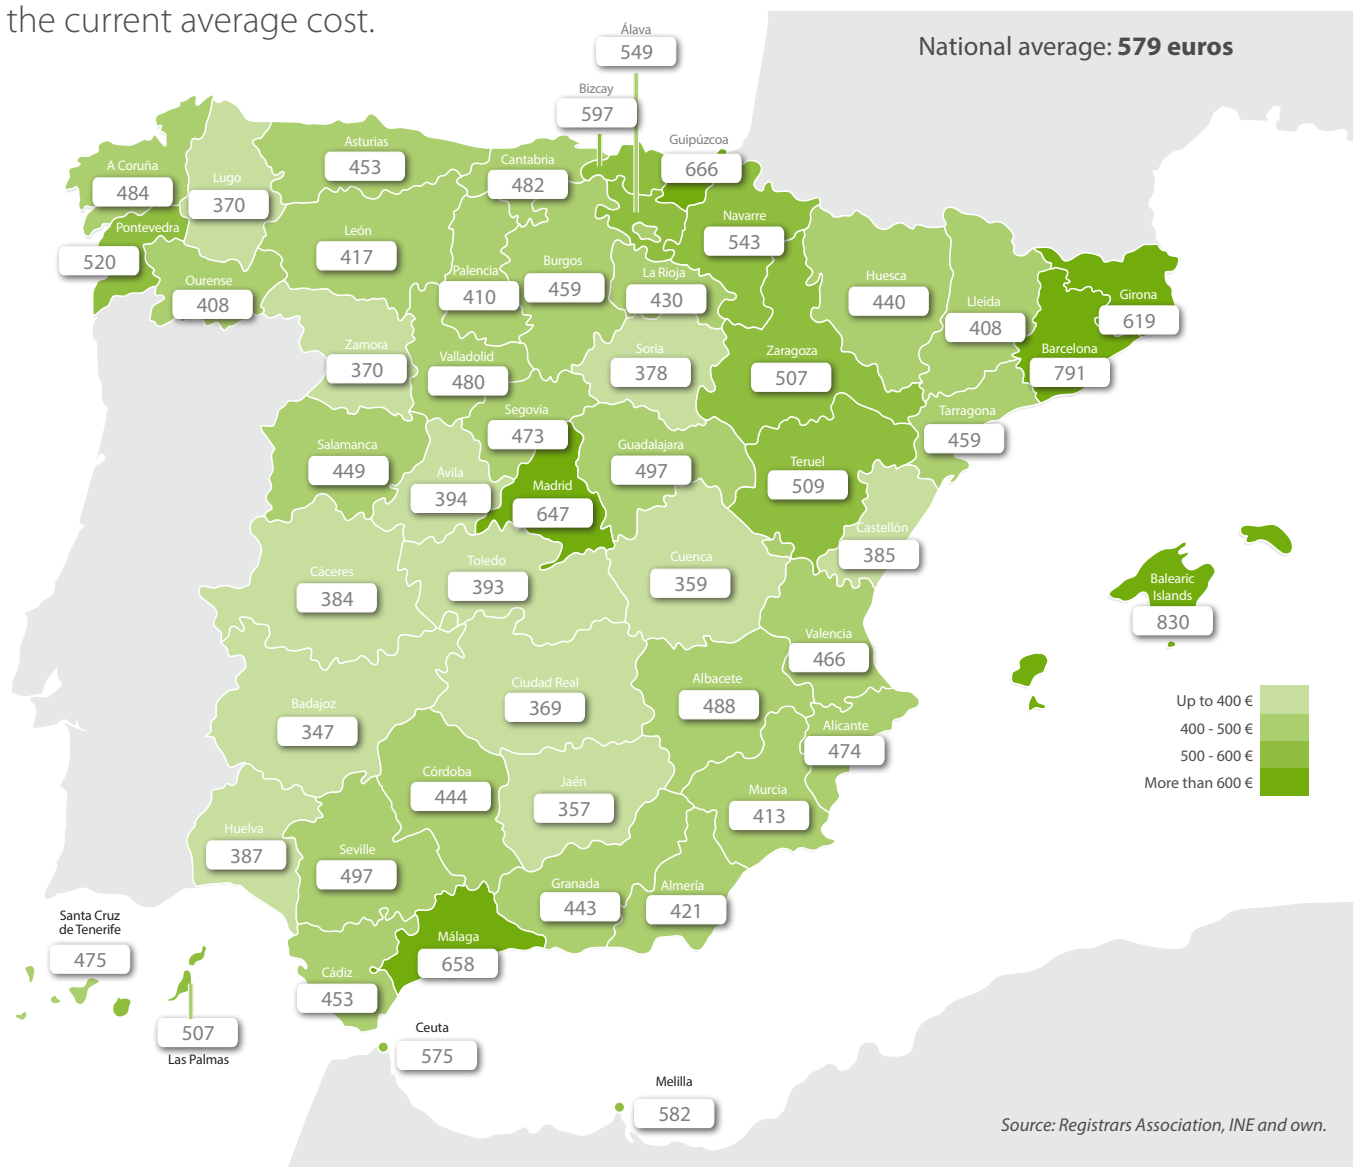 the current average cost.
National average: 579 euros
Álava
549
Bizcay
597
Guipúzcoa
666
A Coruña
484
Lugo
370
Asturias
453
Cantabria
482
Pontevedra
520
Ourense
408
León
417
Palencia
410
Burgos
459
La Rioja
430
Navarre
543
Huesca
440
Lleida
408
Girona
619
Barcelona
791
Zamora
370
Valladolid
480
Soria
378
Zaragoza
507
Tarragona
459
Segovia
473
Salamanca
449
Ávila
394
Madrid
647
Guadalajara
497
Teruel
509
Castellón
385
Cáceres
384
Toledo
393
Cuenca
359
Valencia
466
Balearic
Islands
830
Badajoz
347
Ciudad Real
369
Albacete
488
Alicante
474
Córdoba
444
Jaén
357
Murcia
413
Huelva
387
Seville
497
Granada
443
Almería
421
Málaga
658
Cádiz
453
Santa Cruz
de Tenerife
475
507
Las Palmas
Ceuta
575
Melilla
582
Up to 400 €
400 - 500 €
500 - 600 €
More than 600 €
Source: Registrars Association, INE and own.